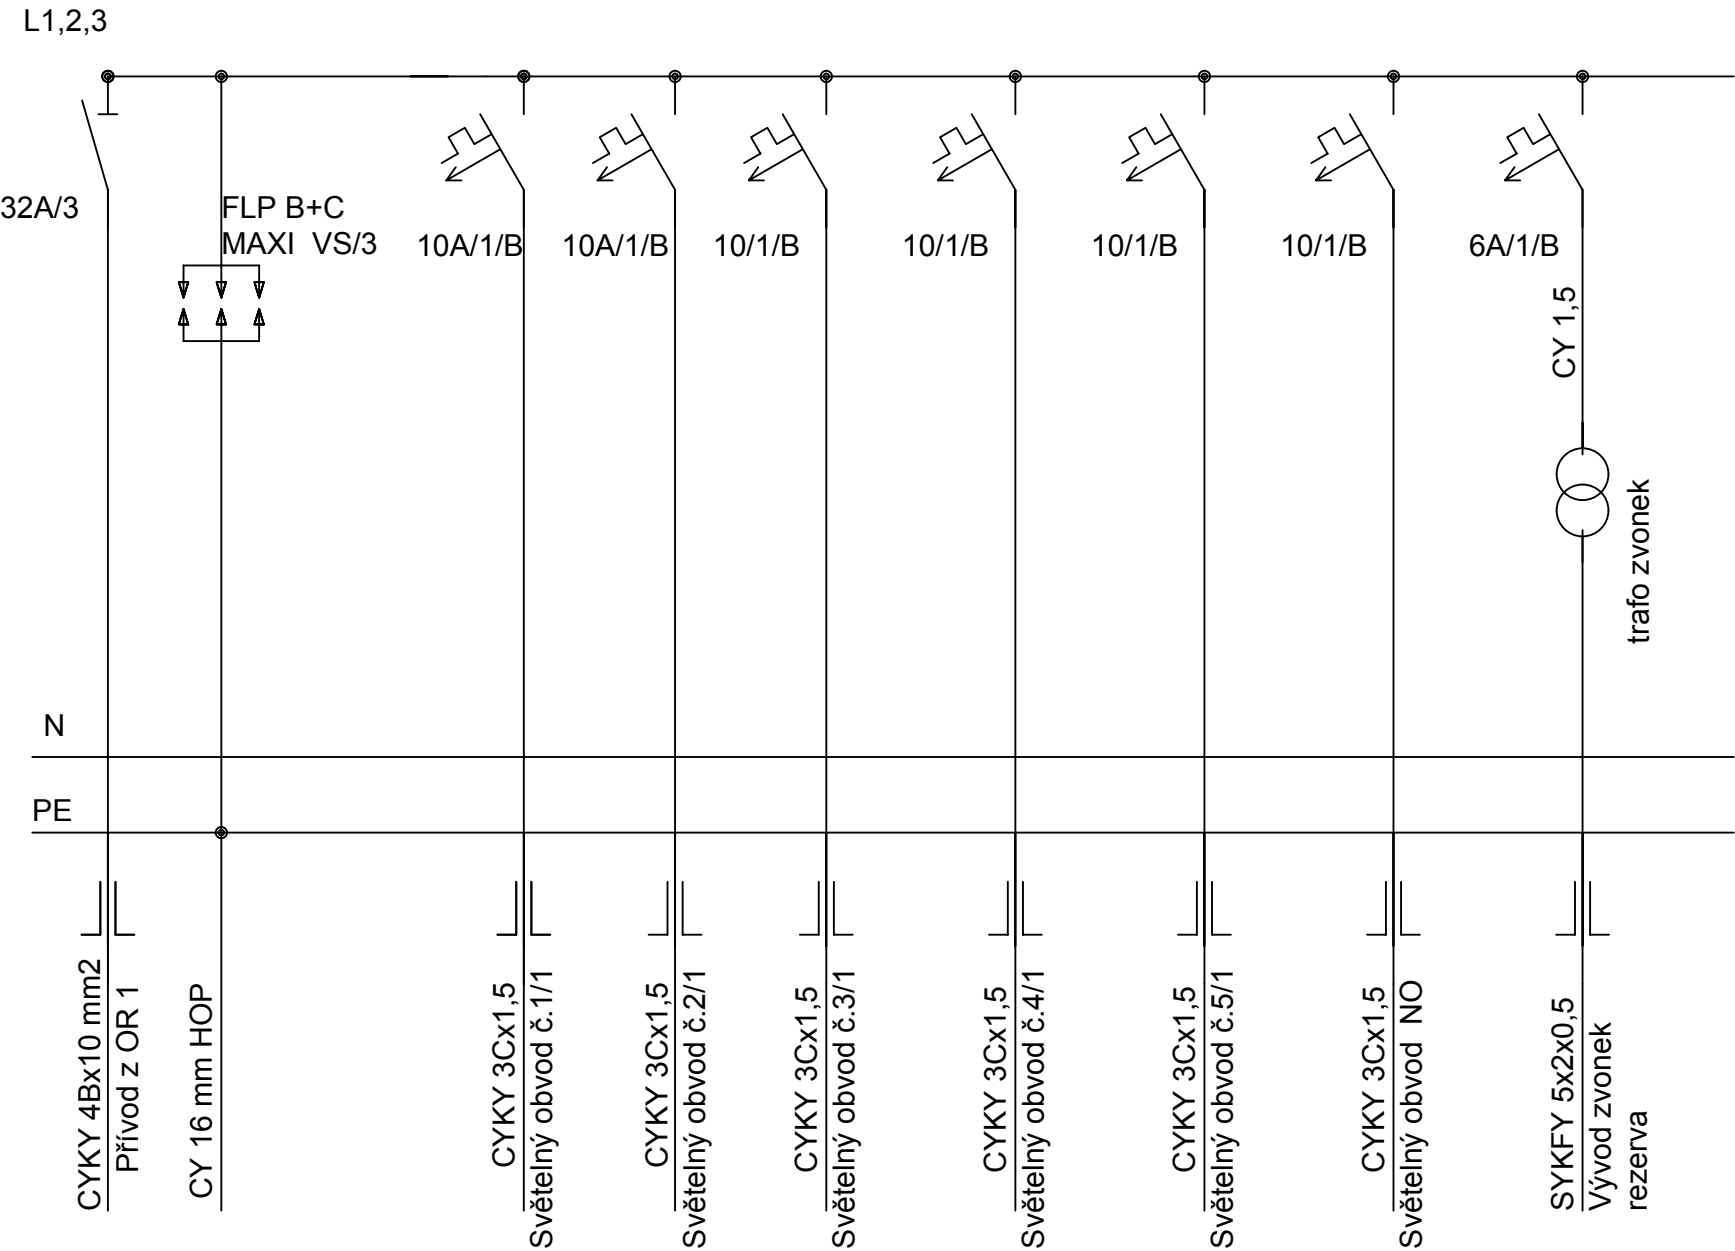 L1,2,3
32A/3
FLP B+C
MAXI VS/3
10A/1/B
10A/1/B
10/1/B
10/1/B
10/1/B
10/1/B
6A/1/B
CY 1,5
trafo zvonek
N
PE
CYKY 4Bx10 mm2
Přívod z OR 1
CY 16 mm HOP
CYKY 3Cx1,5
Světelný obvod č.1/1
CYKY 3Cx1,5
Světelný obvod č.2/1
CYKY 3Cx1,5
Světelný obvod č.3/1
CYKY 3Cx1,5
Světelný obvod č.4/1
CYKY 3Cx1,5
Světelný obvod č.5/1
CYKY 3Cx1,5
Světelný obvod NO
SYKFY 5x2x0,5
Vývod zvonek
rezerva